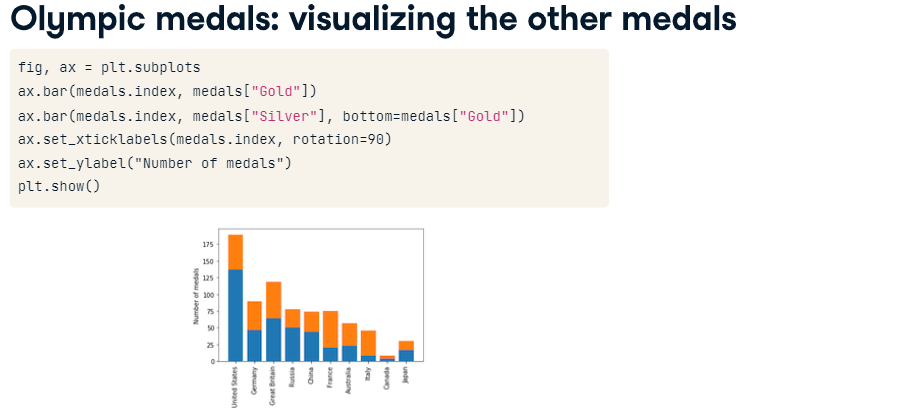 Olympic medals: visualizing the other medals
fig, ax = plt.subplots
ax.bar(medals.index, medals["Gold"])
ax.bar(medals.index, medals["Silver"], bottom=medals["Gold"])
ax.set_xticklabels(medals.index, rotation=90)
ax.set_ylabel("Number of medals")
plt.show()
Number of medals
175
150
125
100
75
50
25
0
United States
Germany
Great Britain
Russia
China
France
Australia
Italy
Canada
Japan